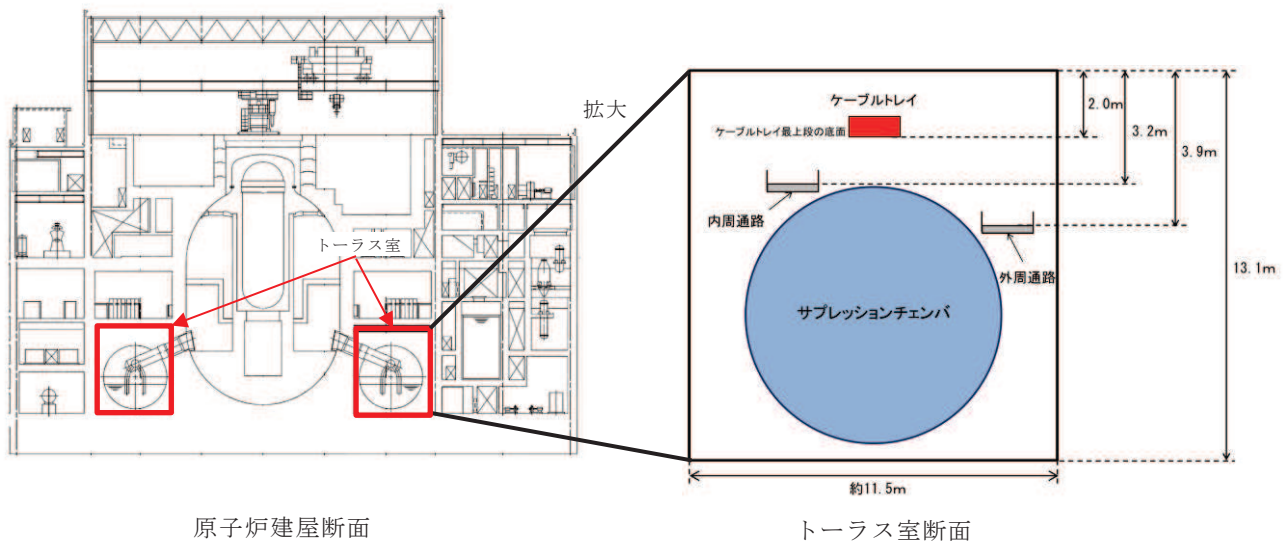 拡大
トーラス室
ケーブルトレイ
ケーブルトレイ最上段の底面
2.0m
3.2m
3.9m
内周通路
外周通路
サプレッションチェンバ
13.1m
約11.5m
原子炉建屋断面
トーラス室断面